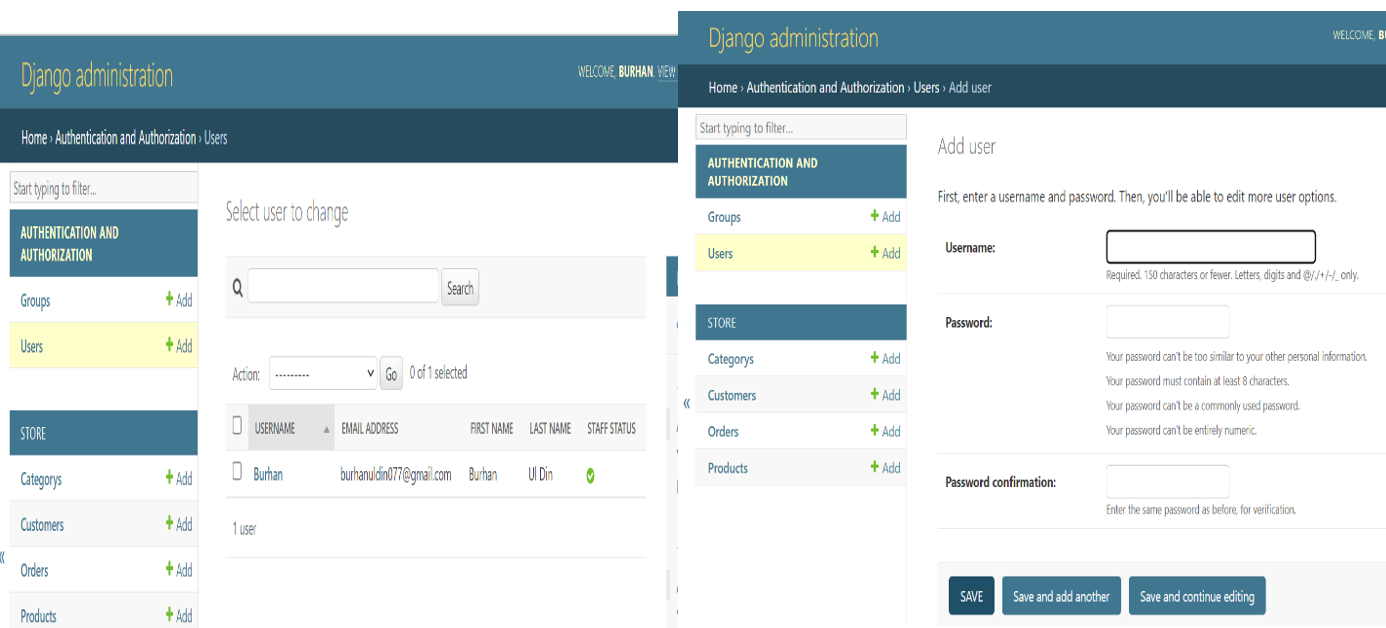 Django administration
WELCOME, BURHAN. VIEW
Home › Authentication and Authorization › Users
Start typing to filter...
AUTHENTICATION AND
AUTHORIZATION
Groups
+ Add
Users
+ Add
STORE
Categorys
+ Add
Customers
+ Add
Orders
+ Add
Products
+ Add
«
Select user to change
Search
Action:
---------
Go
0 of 1 selected
USERNAME
EMAIL ADDRESS
FIRST NAME
LAST NAME
STAFF STATUS
Burhan
burhanuldin077@gmail.com
Burhan
Ul Din
1 user
Django administration
WELCOME, BU
Home › Authentication and Authorization › Users › Add user
Start typing to filter...
AUTHENTICATION AND
AUTHORIZATION
Groups
+ Add
Users
+ Add
STORE
Categorys
+ Add
Customers
+ Add
Orders
+ Add
Products
+ Add
«
Add user
First, enter a username and password. Then, you'll be able to edit more user options.
Username:
Required. 150 characters or fewer. Letters, digits and @/./+/-/_ only.
Password:
Your password can't be too similar to your other personal information.
Your password must contain at least 8 characters.
Your password can't be a commonly used password.
Your password can't be entirely numeric.
Password confirmation:
Enter the same password as before, for verification.
SAVE
Save and add another
Save and continue editing